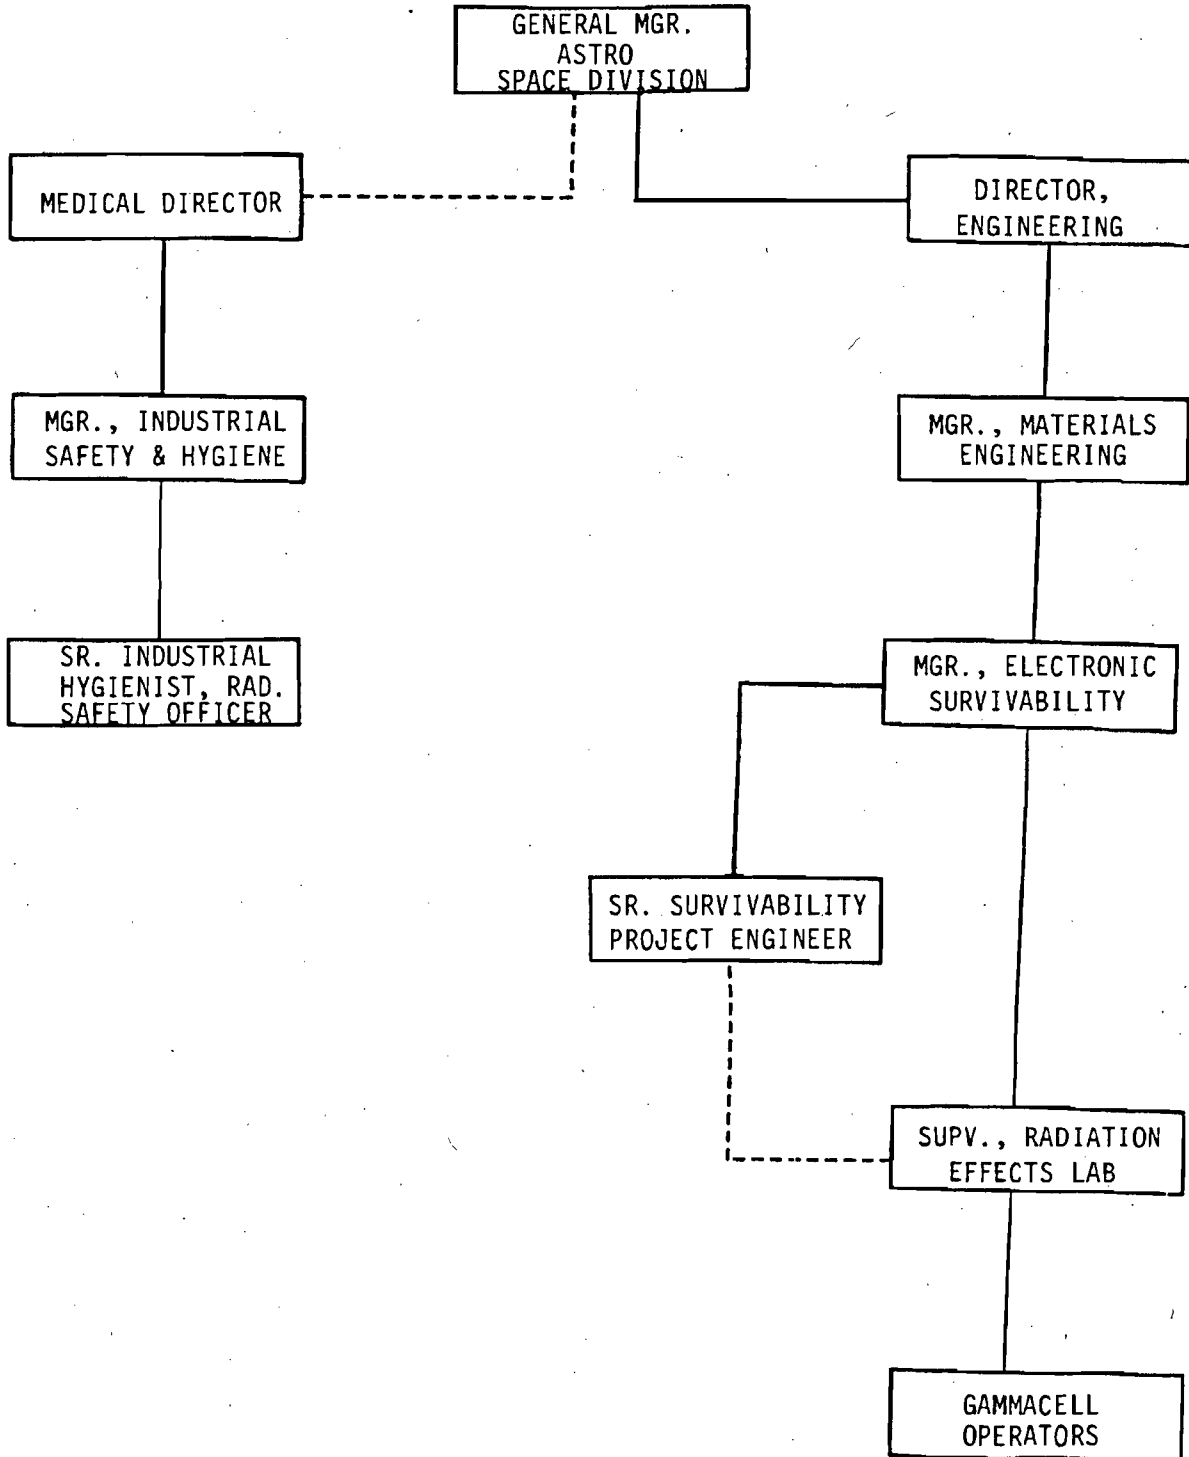 GENERAL MGR.
ASTRO
SPACE DIVISION
MEDICAL DIRECTOR
DIRECTOR,
ENGINEERING
MGR., INDUSTRIAL
SAFETY & HYGIENE
MGR., MATERIALS
ENGINEERING
SR. INDUSTRIAL
HYGIENIST, RAD.
SAFETY OFFICER
MGR., ELECTRONIC
SURVIVABILITY
SR. SURVIVABILITY
PROJECT ENGINEER
SUPV., RADIATION
EFFECTS LAB
GAMMACELL
OPERATORS